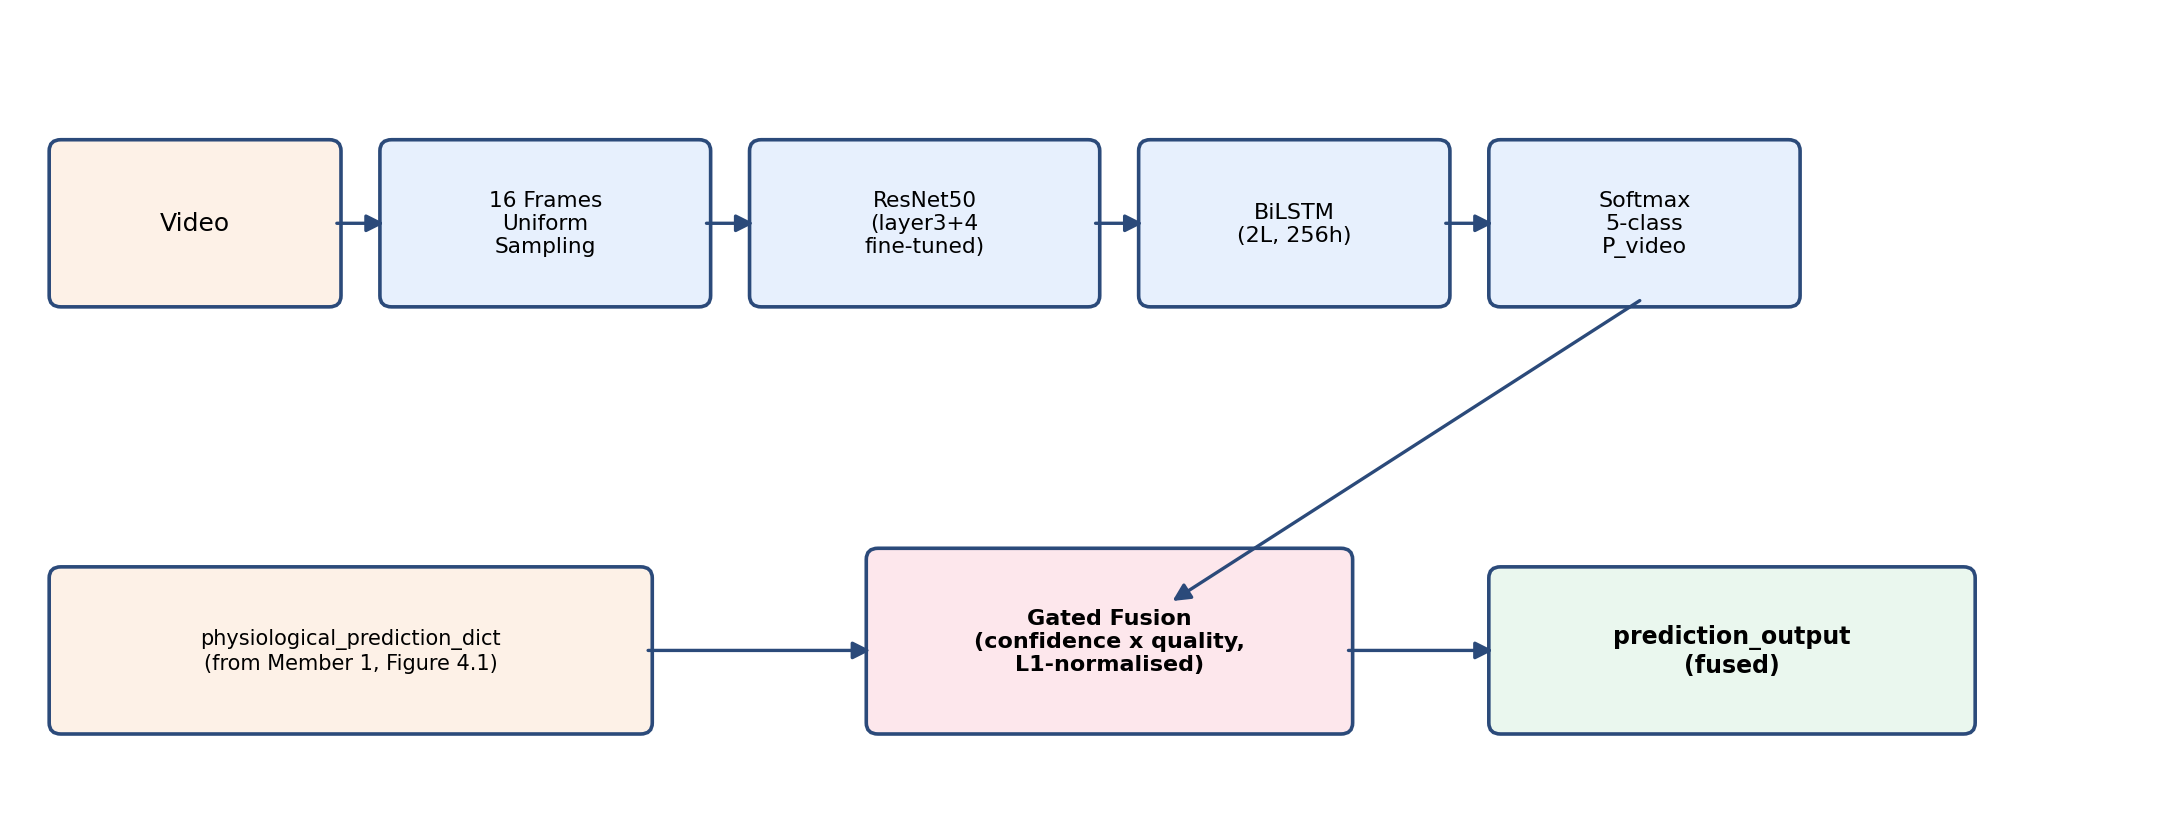 Video
16 Frames
Uniform
Sampling
ResNet50
(layer3+4
fine-tuned)
BiLSTM
(2L, 256h)
Softmax
5-class
P_video
physiological_prediction_dict
(from Member 1, Figure 4.1)
Gated Fusion
(confidence x quality,
L1-normalised)
prediction_output
(fused)